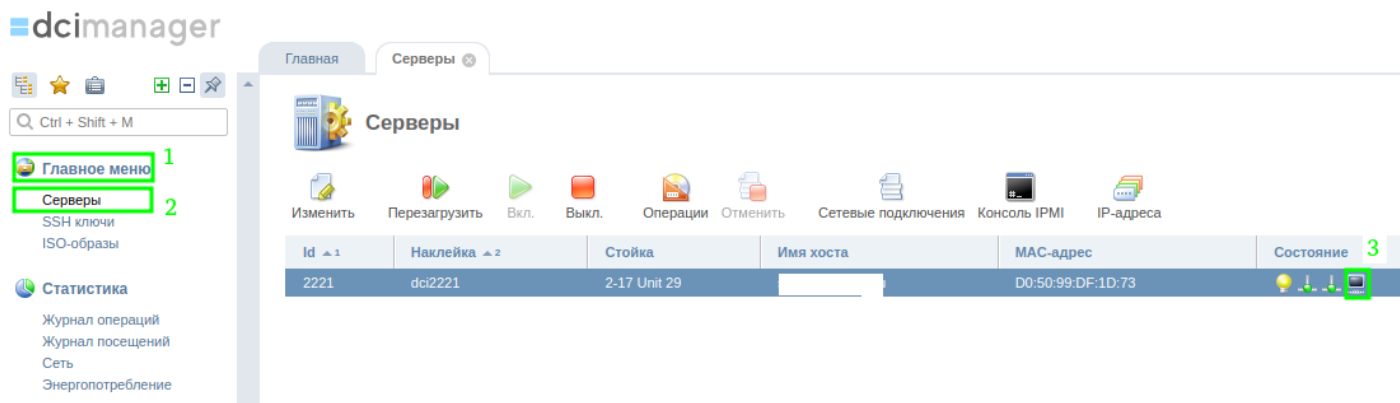 dcimanager
Главная
Серверы
Ctrl + Shift + M
Серверы
Главное меню 1
Серверы 2
SSH ключи
ISO-образы
Изменить Перезагрузить Вкл. Выкл. Операции Отменить Сетевые подключения Консоль IPMI IP-адреса
Id 1 Наклейка 2 Стойка Имя хоста MAC-адрес Состояние 3
2221 dci2221 2-17 Unit 29 D0:50:99:DF:1D:73
Статистика
Журнал операций
Журнал посещений
Сеть
Энергопотребление